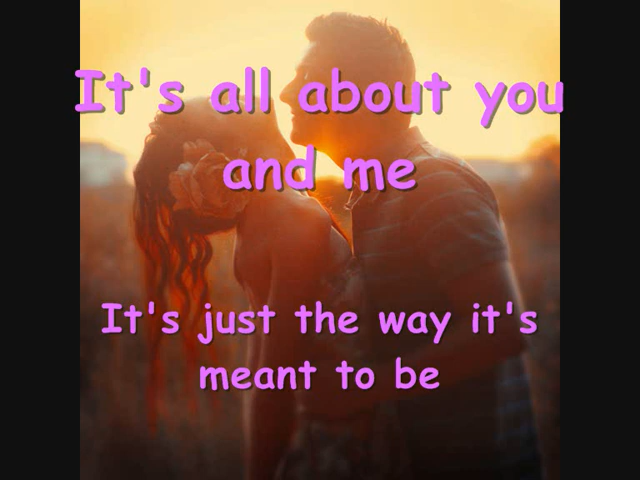 It's all about you
and me
It's just the way it's
meant to be